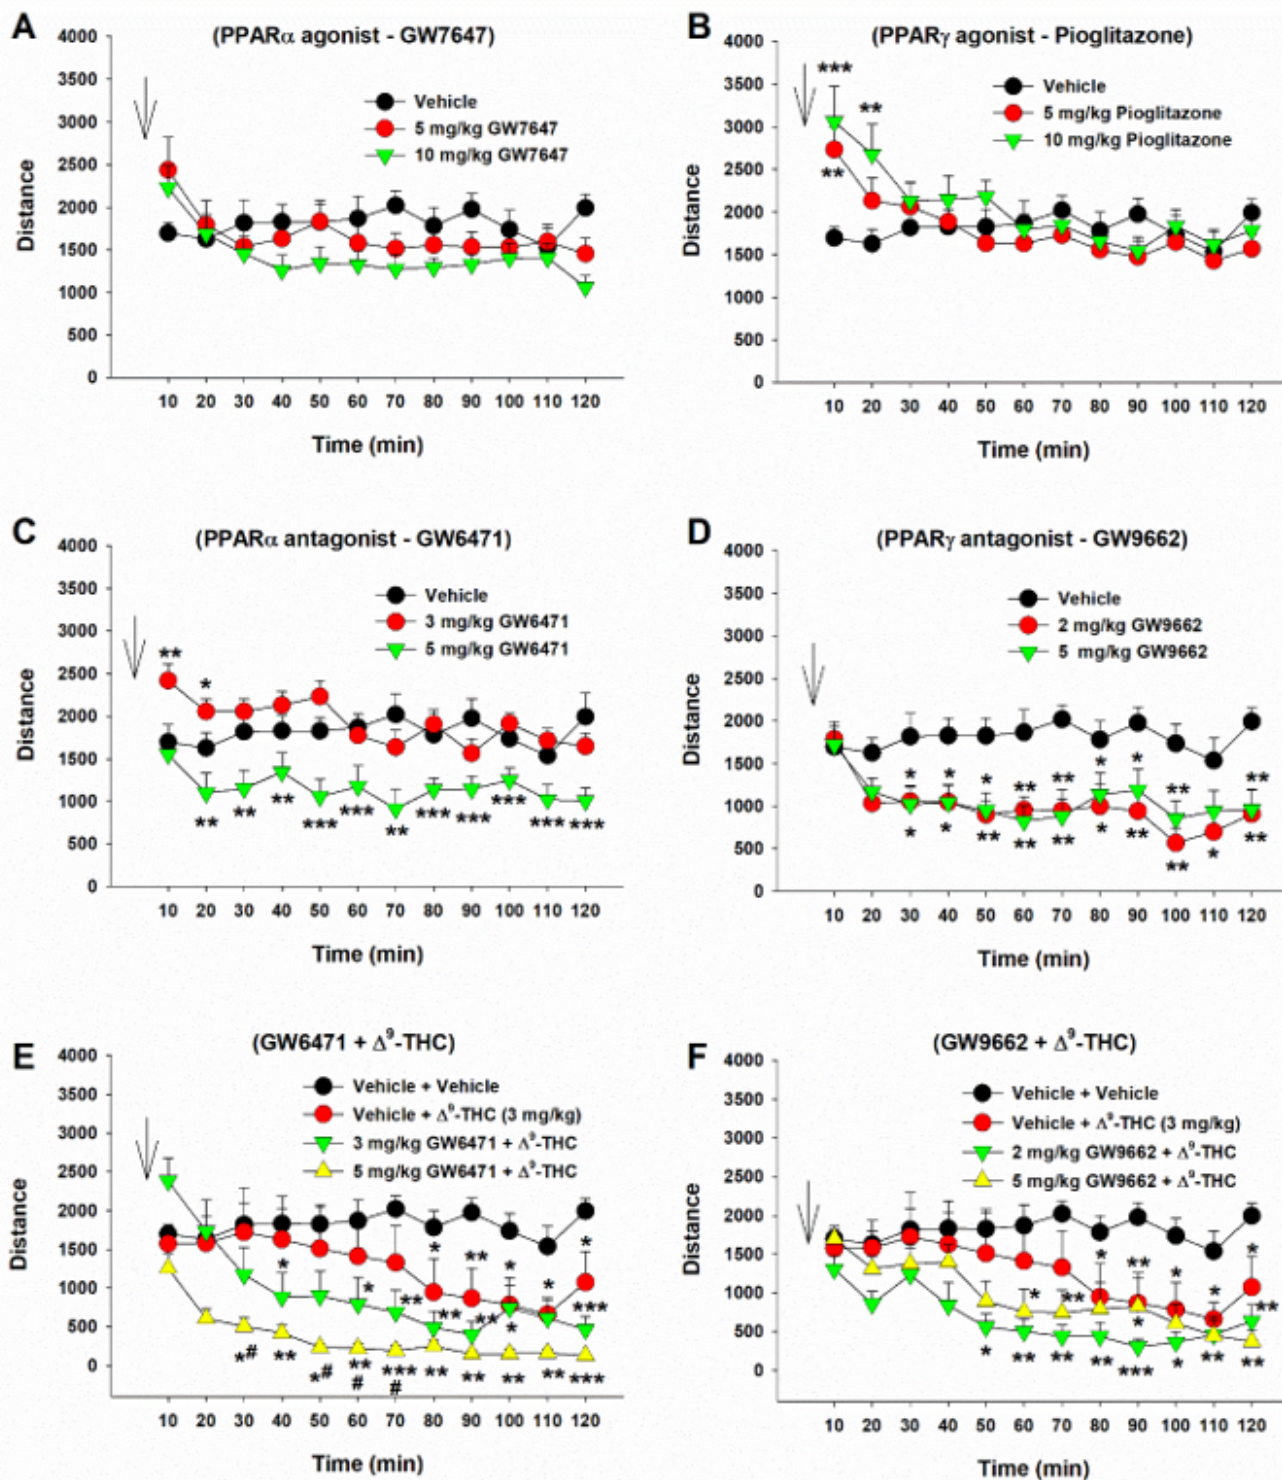 A
(PPARα agonist - GW7647)
4000
3500
3000
2500
2000
1500
1000
500
0
Distance
Vehicle
5 mg/kg GW7647
10 mg/kg GW7647
10 20 30 40 50 60 70 80 90 100 110 120
Time (min)
B
(PPARγ agonist - Pioglitazone)
4000
3500
3000
2500
2000
1500
1000
500
0
Distance
***
**
**
Vehicle
5 mg/kg Pioglitazone
10 mg/kg Pioglitazone
10 20 30 40 50 60 70 80 90 100 110 120
Time (min)
C
(PPARα antagonist - GW6471)
4000
3500
3000
2500
2000
1500
1000
500
0
Distance
Vehicle
3 mg/kg GW6471
5 mg/kg GW6471
** *
** ** ** *** *** ** *** *** *** *** ***
10 20 30 40 50 60 70 80 90 100 110 120
Time (min)
D
(PPARγ antagonist - GW9662)
4000
3500
3000
2500
2000
1500
1000
500
0
Distance
Vehicle
2 mg/kg GW9662
5 mg/kg GW9662
* * * ** ** * * ** **
* * ** ** ** * ** ** * **
10 20 30 40 50 60 70 80 90 100 110 120
Time (min)
E
(GW6471 + Δ⁹-THC)
4000
3500
3000
2500
2000
1500
1000
500
0
Distance
Vehicle + Vehicle
Vehicle + Δ⁹-THC (3 mg/kg)
3 mg/kg GW6471 + Δ⁹-THC
5 mg/kg GW6471 + Δ⁹-THC
* ** * * *
* * ** ** ** * ***
*# ** *# ** *** ** ** ** ** ***
# #
10 20 30 40 50 60 70 80 90 100 110 120
Time (min)
F
(GW9662 + Δ⁹-THC)
4000
3500
3000
2500
2000
1500
1000
500
0
Distance
Vehicle + Vehicle
Vehicle + Δ⁹-THC (3 mg/kg)
2 mg/kg GW9662 + Δ⁹-THC
5 mg/kg GW9662 + Δ⁹-THC
* ** * * *
* ** * **
* ** ** ** *** * ** **
10 20 30 40 50 60 70 80 90 100 110 120
Time (min)